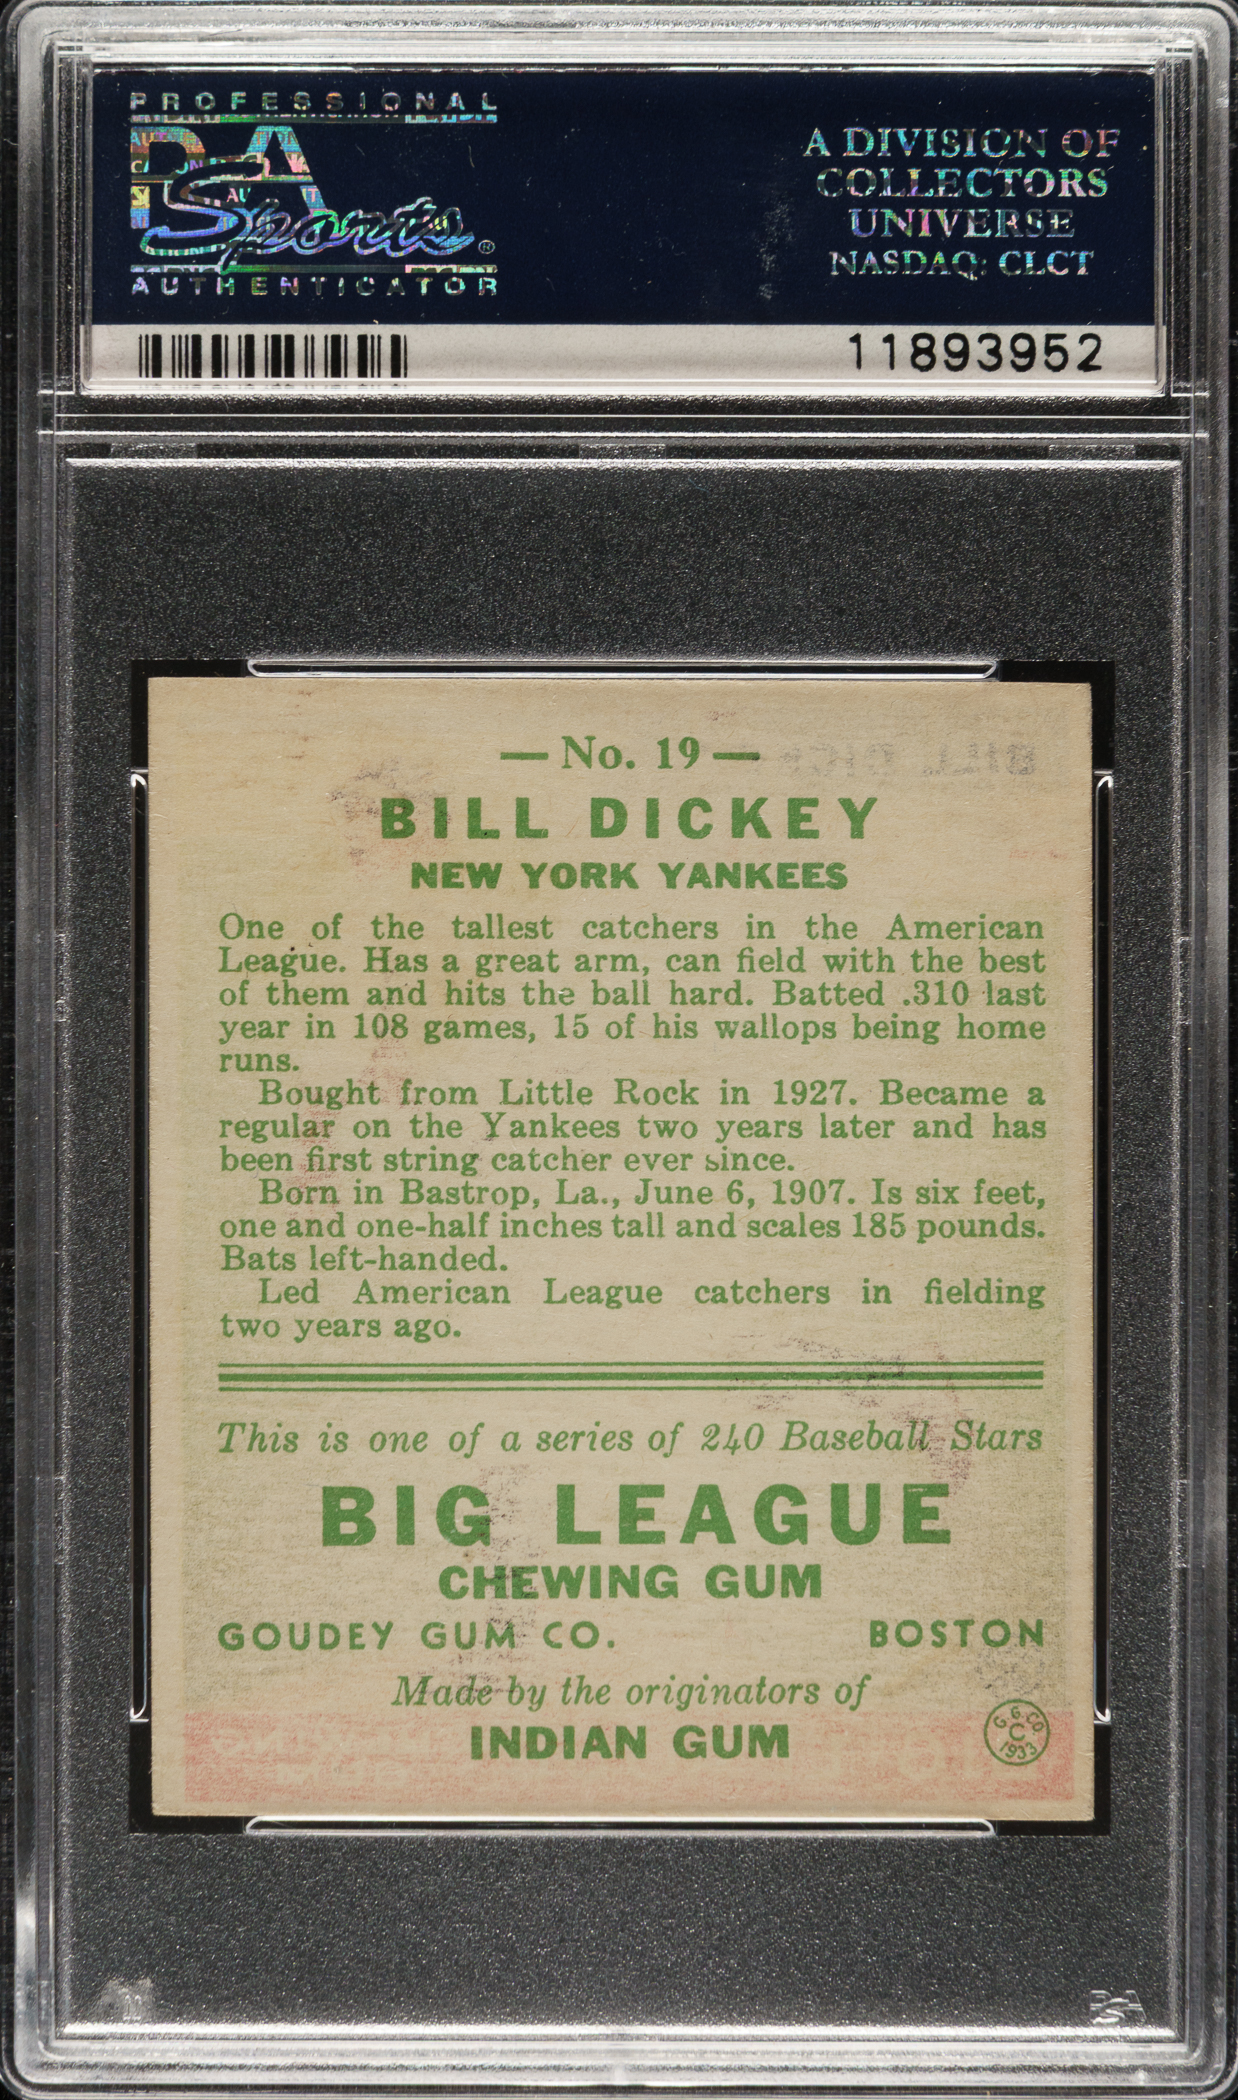 PROFESSIONAL
PSA
Sports®
AUTHENTICATOR
A DIVISION OF
COLLECTORS
UNIVERSE
NASDAQ: CLCT
11893952
— No. 19 —
BILL DICKEY
NEW YORK YANKEES
One of the tallest catchers in the American
League. Has a great arm, can field with the best
of them and hits the ball hard. Batted .310 last
year in 108 games, 15 of his wallops being home
runs.
Bought from Little Rock in 1927. Became a
regular on the Yankees two years later and has
been first string catcher ever since.
Born in Bastrop, La., June 6, 1907. Is six feet,
one and one-half inches tall and scales 185 pounds.
Bats left-handed.
Led American League catchers in fielding
two years ago.
This is one of a series of 240 Baseball Stars
BIG LEAGUE
CHEWING GUM
GOUDEY GUM CO. BOSTON
Made by the originators of
INDIAN GUM
G.G.CO.
C
1933
PSA